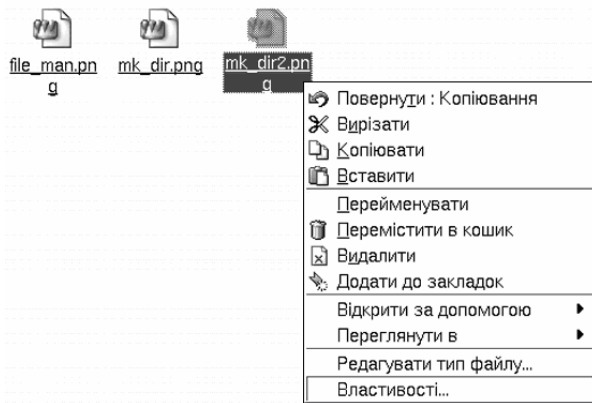 file_man.pn
g
mk_dir.png
mk_dir2.pn
g
Повернути : Копіювання
Вирізати
Копіювати
Вставити
Перейменувати
Перемістити в кошик
Видалити
Додати до закладок
Відкрити за допомогою
Переглянути в
Редагувати тип файлу...
Властивості...